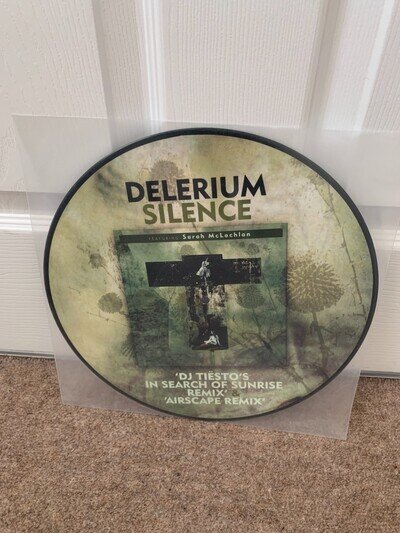 DELERIUM
SILENCE
FEATURING Sarah McLachlan
'DJ TIËSTO'S
IN SEARCH OF SUNRISE
REMIX'
'AIRSCAPE REMIX'